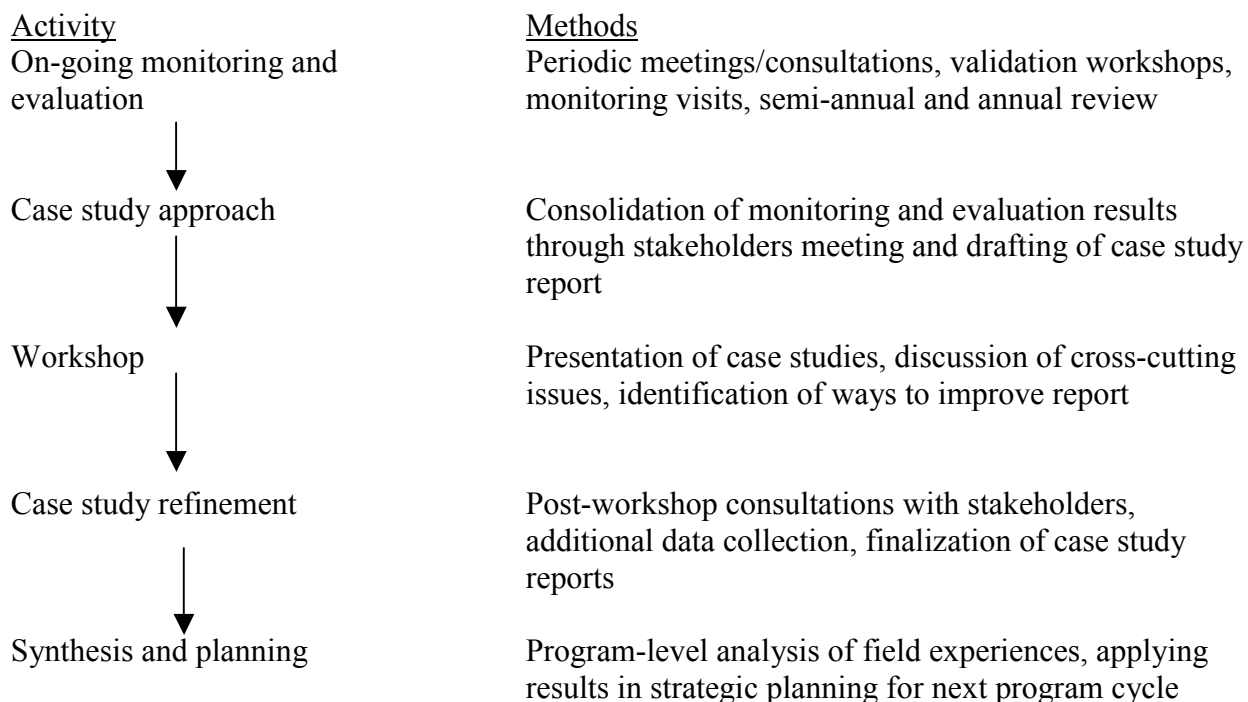 Activity Methods
On-going monitoring and Periodic meetings/consultations, validation workshops,
evaluation monitoring visits, semi-annual and annual review
Case study approach Consolidation of monitoring and evaluation results
through stakeholders meeting and drafting of case study
report
Workshop Presentation of case studies, discussion of cross-cutting
issues, identification of ways to improve report
Case study refinement Post-workshop consultations with stakeholders,
additional data collection, finalization of case study
reports
Synthesis and planning Program-level analysis of field experiences, applying
results in strategic planning for next program cycle